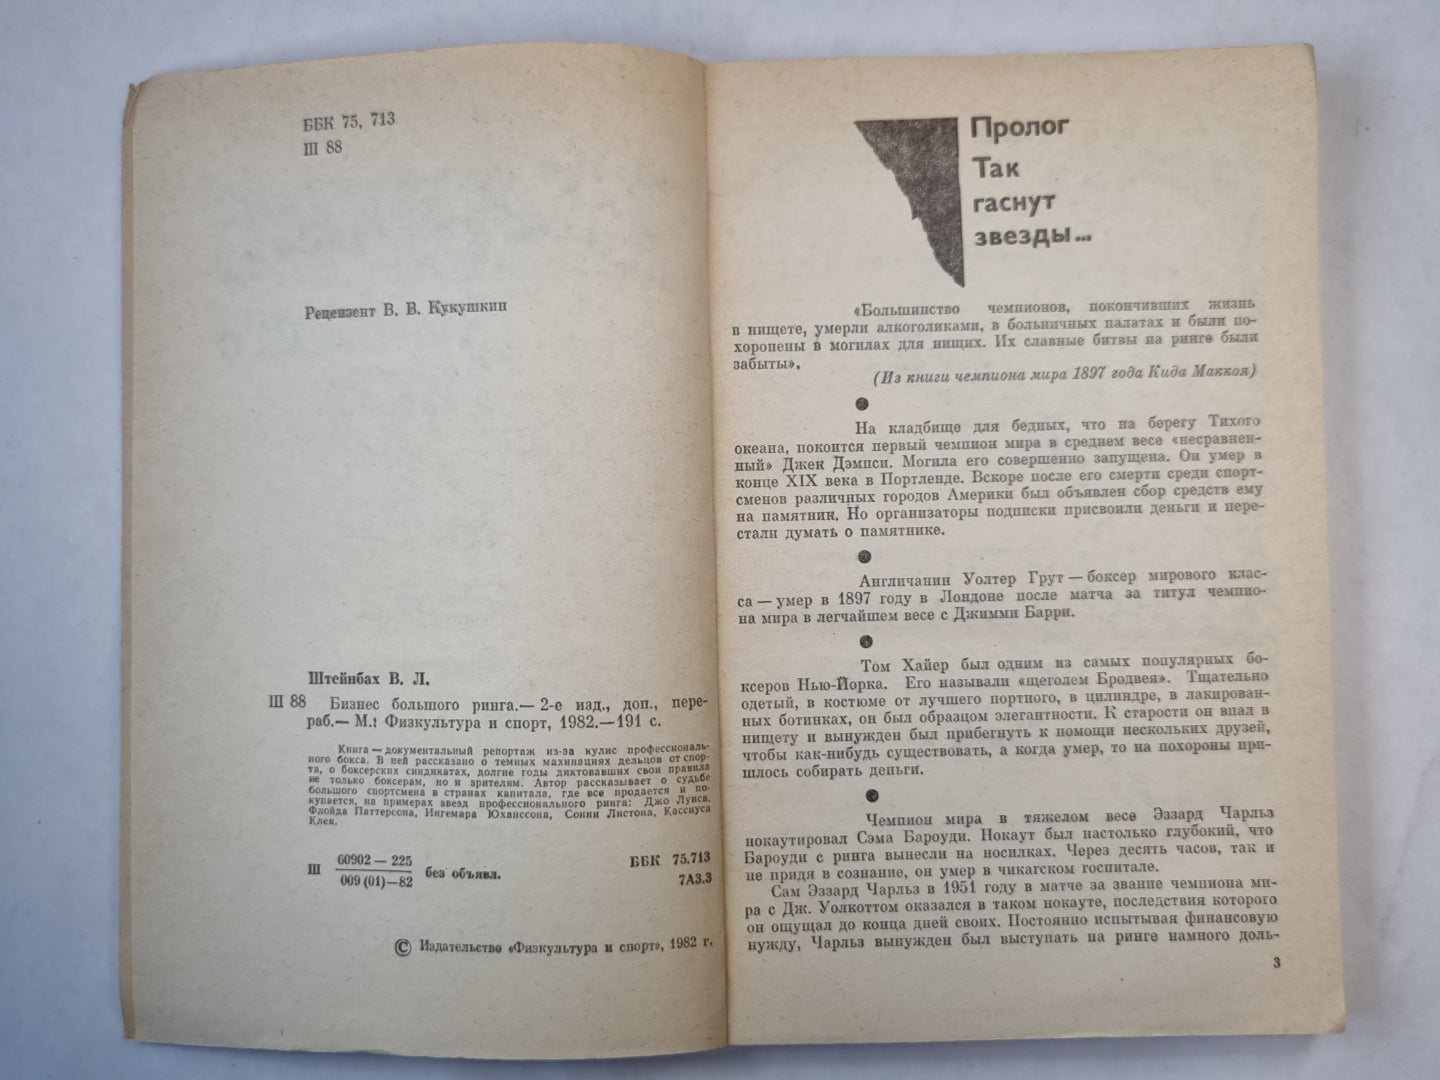 ББК 75, 713
Ш 88
Рецензент В. В. Кукушкин
Штейнбах В. Л.
Ш 88 Бизнес большого ринга.— 2-е изд., доп., пере-
раб.— М.: Физкультура и спорт, 1982.—191 с.
Книга — документальный репортаж из-за кулис профессиональ-
ного бокса. В ней рассказано о темных махинациях дельцов от спор-
та, о боксерских синдикатах, долгие годы диктовавших свои правила
не только боксерам, но и зрителям. Автор рассказывает о судьбе
большого спортсмена в странах капитала, где все продается и по-
купается, на примерах звезд профессионального ринга: Джо Луиса,
Флойда Паттерсона, Ингемара Юханссона, Сонни Листона, Кассиуса
Клея.
Ш 60902 — 225 без объявл. ББК 75.713
009 (01)—82 7А3.3
© Издательство «Физкультура и спорт», 1982 г.
Пролог
Так
гаснут
звезды...
«Большинство чемпионов, покончивших жизнь
в нищете, умерли алкоголиками, в больничных палатах и были по-
хоронены в могилах для нищих. Их славные битвы на ринге были
забыты».
(Из книги чемпиона мира 1897 года Кида Маккоя)
На кладбище для бедных, что на берегу Тихого
океана, покоится первый чемпион мира в среднем весе «несравнен-
ный» Джек Дэмпси. Могила его совершенно запущена. Он умер в
конце XIX века в Портленде. Вскоре после его смерти среди спорт-
сменов различных городов Америки был объявлен сбор средств ему
на памятник. Но организаторы подписки присвоили деньги и пере-
стали думать о памятнике.
Англичанин Уолтер Грут — боксер мирового клас-
са — умер в 1897 году в Лондоне после матча за титул чемпио-
на мира в легчайшем весе с Джимми Барри.
Том Хайер был одним из самых популярных бо-
ксеров Нью-Йорка. Его называли «щеголем Бродвея». Тщательно
одетый, в костюме от лучшего портного, в цилиндре, в лакирован-
ных ботинках, он был образцом элегантности. К старости он впал в
нищету и вынужден был прибегнуть к помощи нескольких друзей,
чтобы как-нибудь существовать, а когда умер, то на похороны при-
шлось собирать деньги.
Чемпион мира в тяжелом весе Эззард Чарльз
нокаутировал Сэма Бароуди. Нокаут был настолько глубокий, что
Бароуди с ринга вынесли на носилках. Через десять часов, так и
не придя в сознание, он умер в чикагском госпитале.
Сам Эззард Чарльз в 1951 году в матче за звание чемпиона ми-
ра с Дж. Уолкоттом оказался в таком нокауте, последствия которого
он ощущал до конца дней своих. Постоянно испытывая финансовую
нужду, Чарльз вынужден был выступать на ринге намного доль-
3